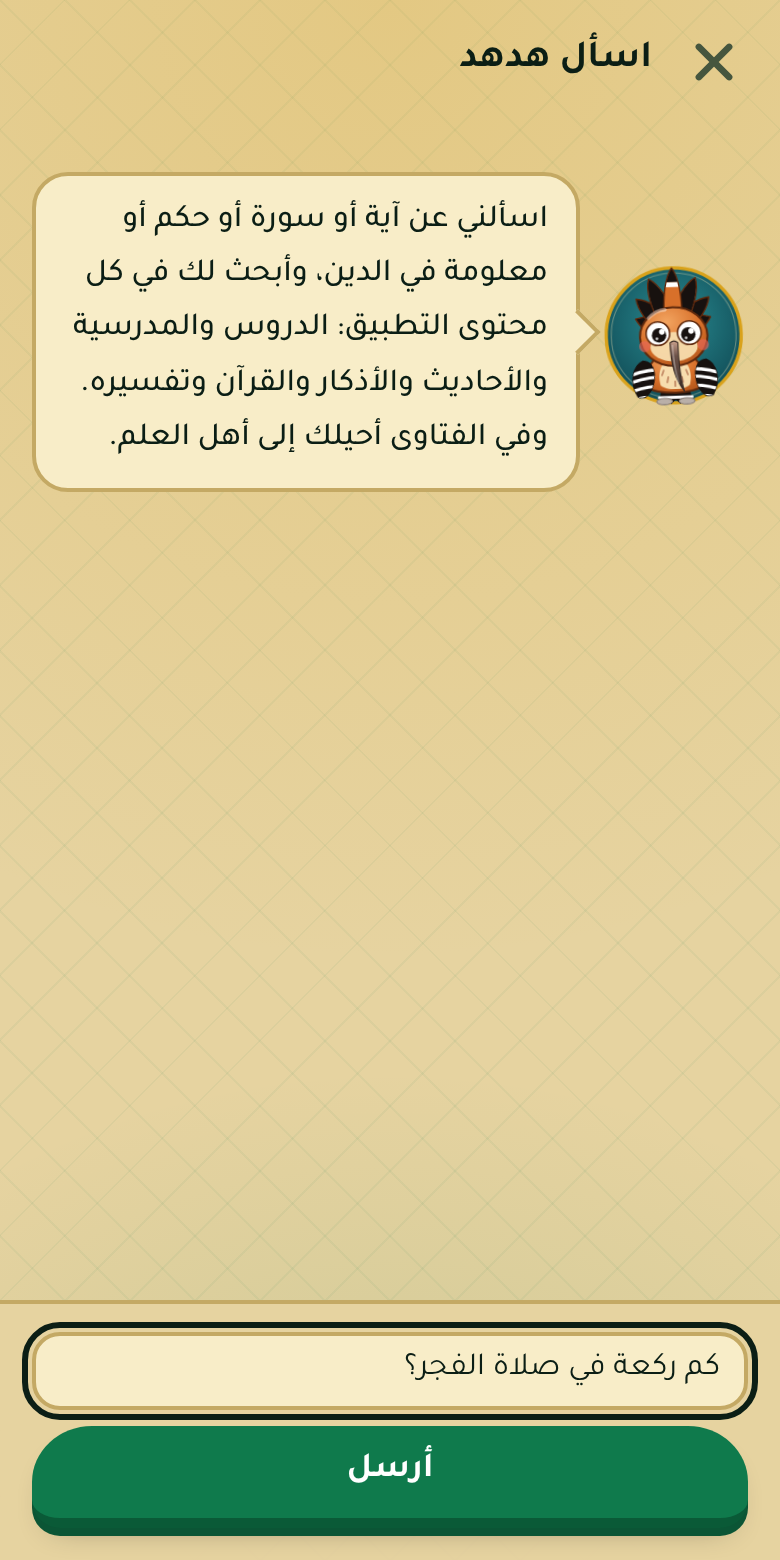 اسأل هدهد
اسألني عن آية أو سورة أو حكم أو
معلومة في الدين، وأبحث لك في كل
محتوى التطبيق: الدروس والمدرسية
والأحاديث والأذكار والقرآن وتفسيره.
وفي الفتاوى أحيلك إلى أهل العلم.
كم ركعة في صلاة الفجر؟
أرسل